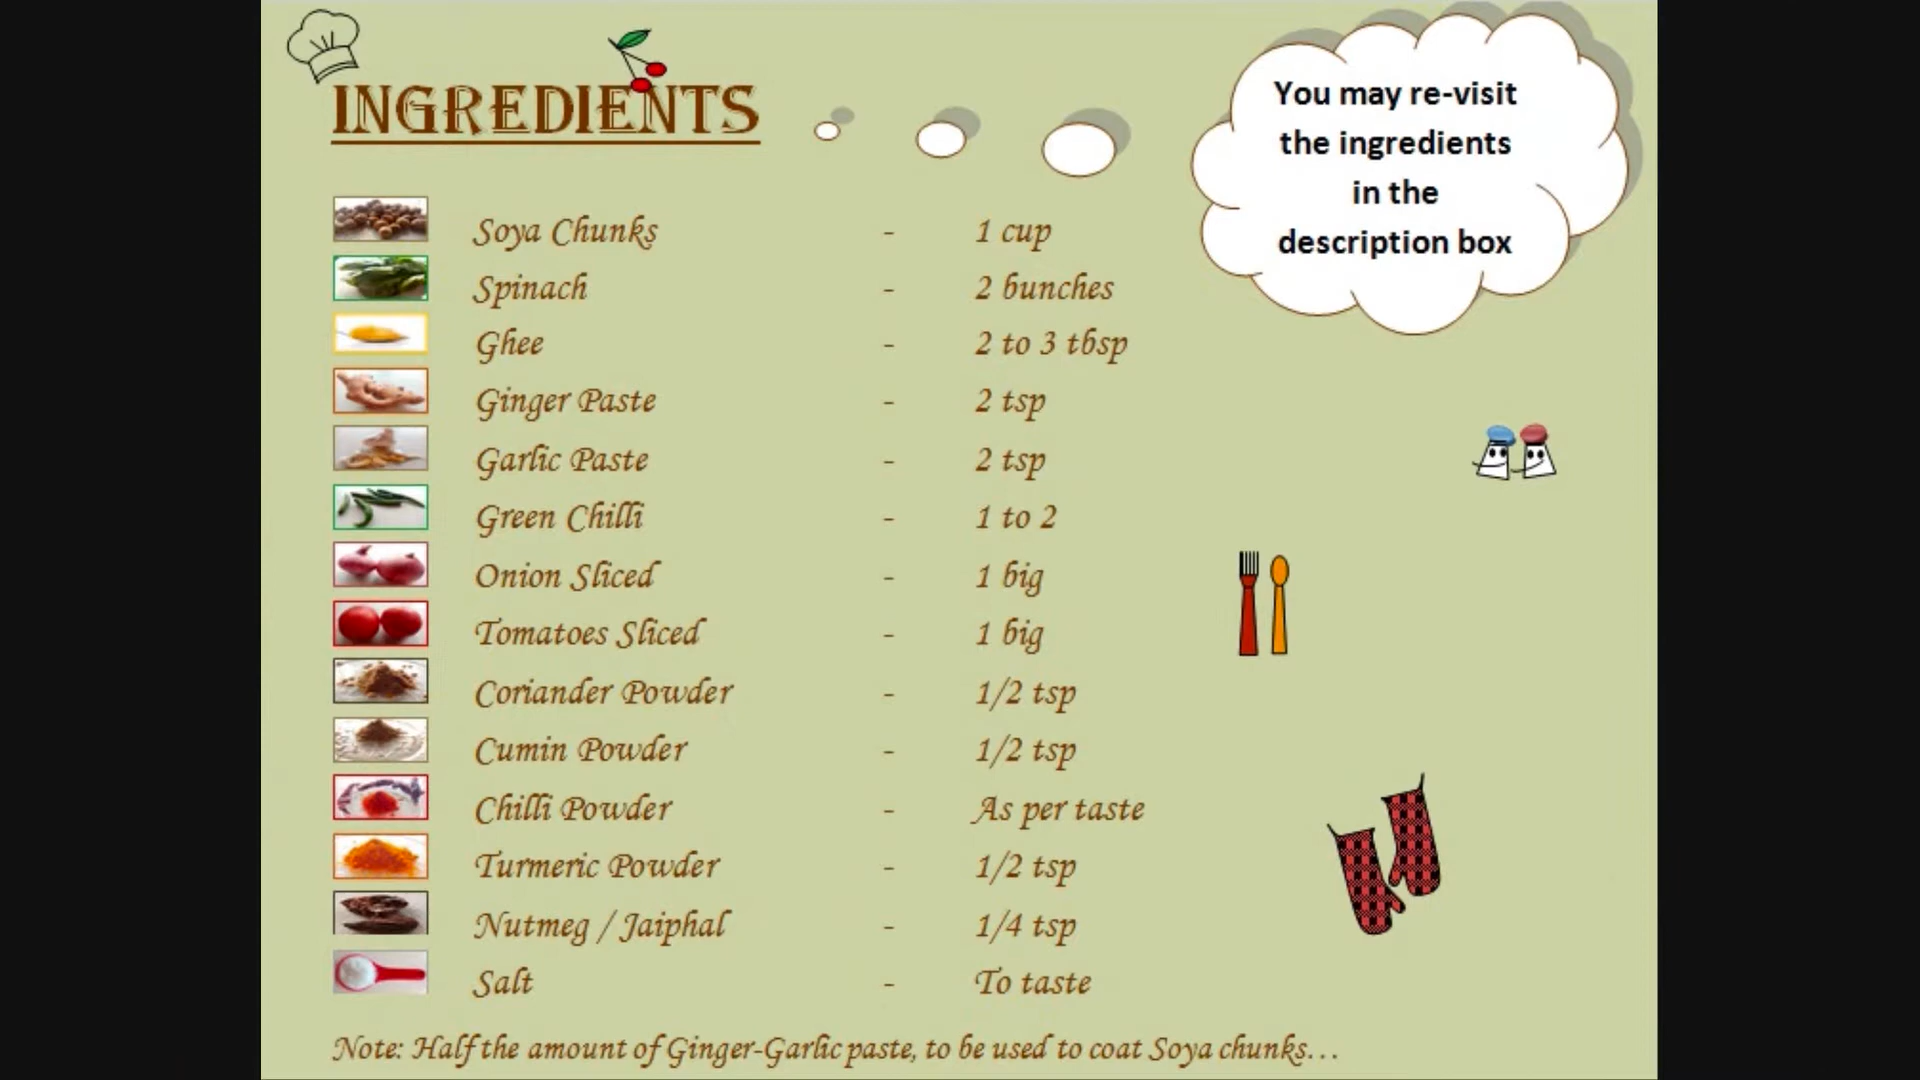 INGREDIENTS
You may re-visit
the ingredients
in the
description box
Soya Chunks - 1 cup
Spinach - 2 bunches
Ghee - 2 to 3 tbsp
Ginger Paste - 2 tsp
Garlic Paste - 2 tsp
Green Chilli - 1 to 2
Onion Sliced - 1 big
Tomatoes Sliced - 1 big
Coriander Powder - 1/2 tsp
Cumin Powder - 1/2 tsp
Chilli Powder - As per taste
Turmeric Powder - 1/2 tsp
Nutmeg / Jaiphal - 1/4 tsp
Salt - To taste
Note: Half the amount of Ginger-Garlic paste, to be used to coat Soya chunks...